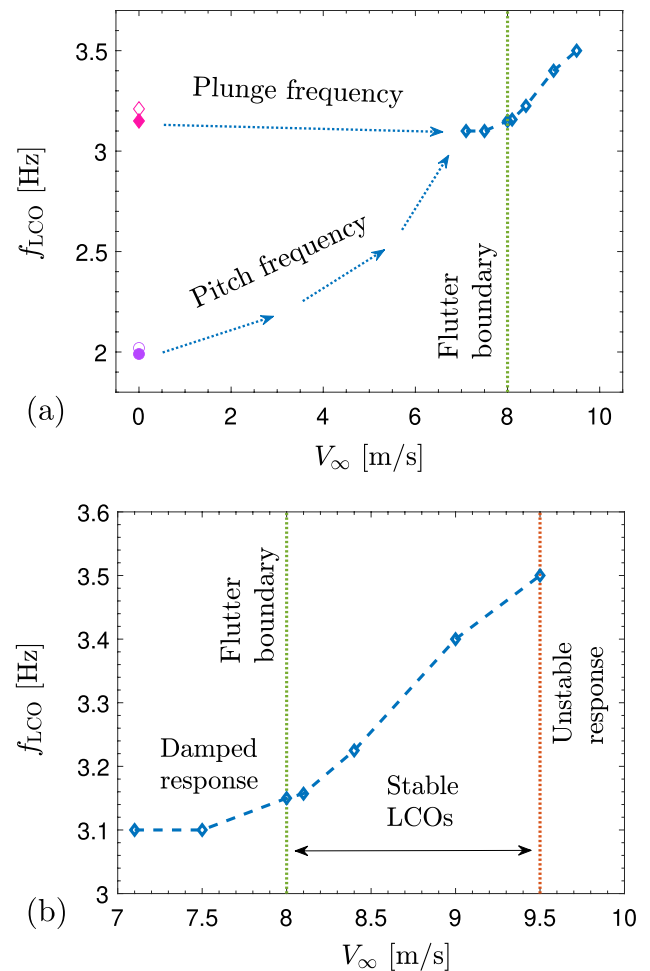 3.5
3
2.5
2
f_LCO [Hz]
Plunge frequency
Pitch frequency
Flutter
boundary
0
2
4
6
8
10
(a)
V_∞ [m/s]
3.6
3.5
3.4
3.3
3.2
3.1
3
f_LCO [Hz]
Flutter
boundary
Unstable
response
Damped
response
Stable
LCOs
7
7.5
8
8.5
9
9.5
10
(b)
V_∞ [m/s]